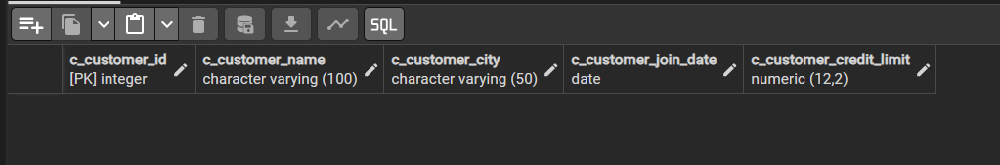 SQL
c_customer_id
[PK] integer
c_customer_name
character varying (100)
c_customer_city
character varying (50)
c_customer_join_date
date
c_customer_credit_limit
numeric (12,2)